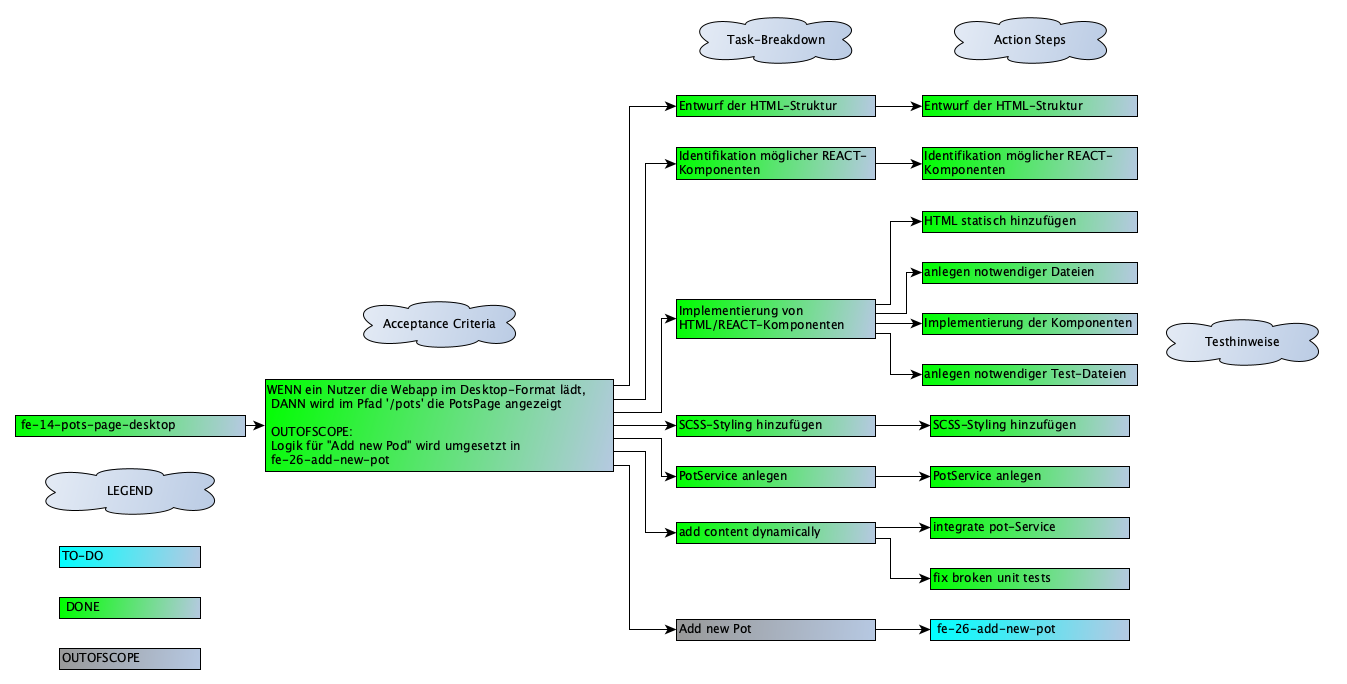 Task-Breakdown
Action Steps
Entwurf der HTML-Struktur
Entwurf der HTML-Struktur
Identifikation möglicher REACT-
Komponenten
Identifikation möglicher REACT-
Komponenten
HTML statisch hinzufügen
anlegen notwendiger Dateien
Implementierung von
HTML/REACT-Komponenten
Implementierung der Komponenten
anlegen notwendiger Test-Dateien
Acceptance Criteria
Testhinweise
fe-14-pots-page-desktop
WENN ein Nutzer die Webapp im Desktop-Format lädt,
DANN wird im Pfad '/pots' die PotsPage angezeigt
OUTOFSCOPE:
Logik für "Add new Pod" wird umgesetzt in
fe-26-add-new-pot
SCSS-Styling hinzufügen
SCSS-Styling hinzufügen
PotService anlegen
PotService anlegen
add content dynamically
integrate pot-Service
fix broken unit tests
Add new Pot
fe-26-add-new-pot
LEGEND
TO-DO
DONE
OUTOFSCOPE